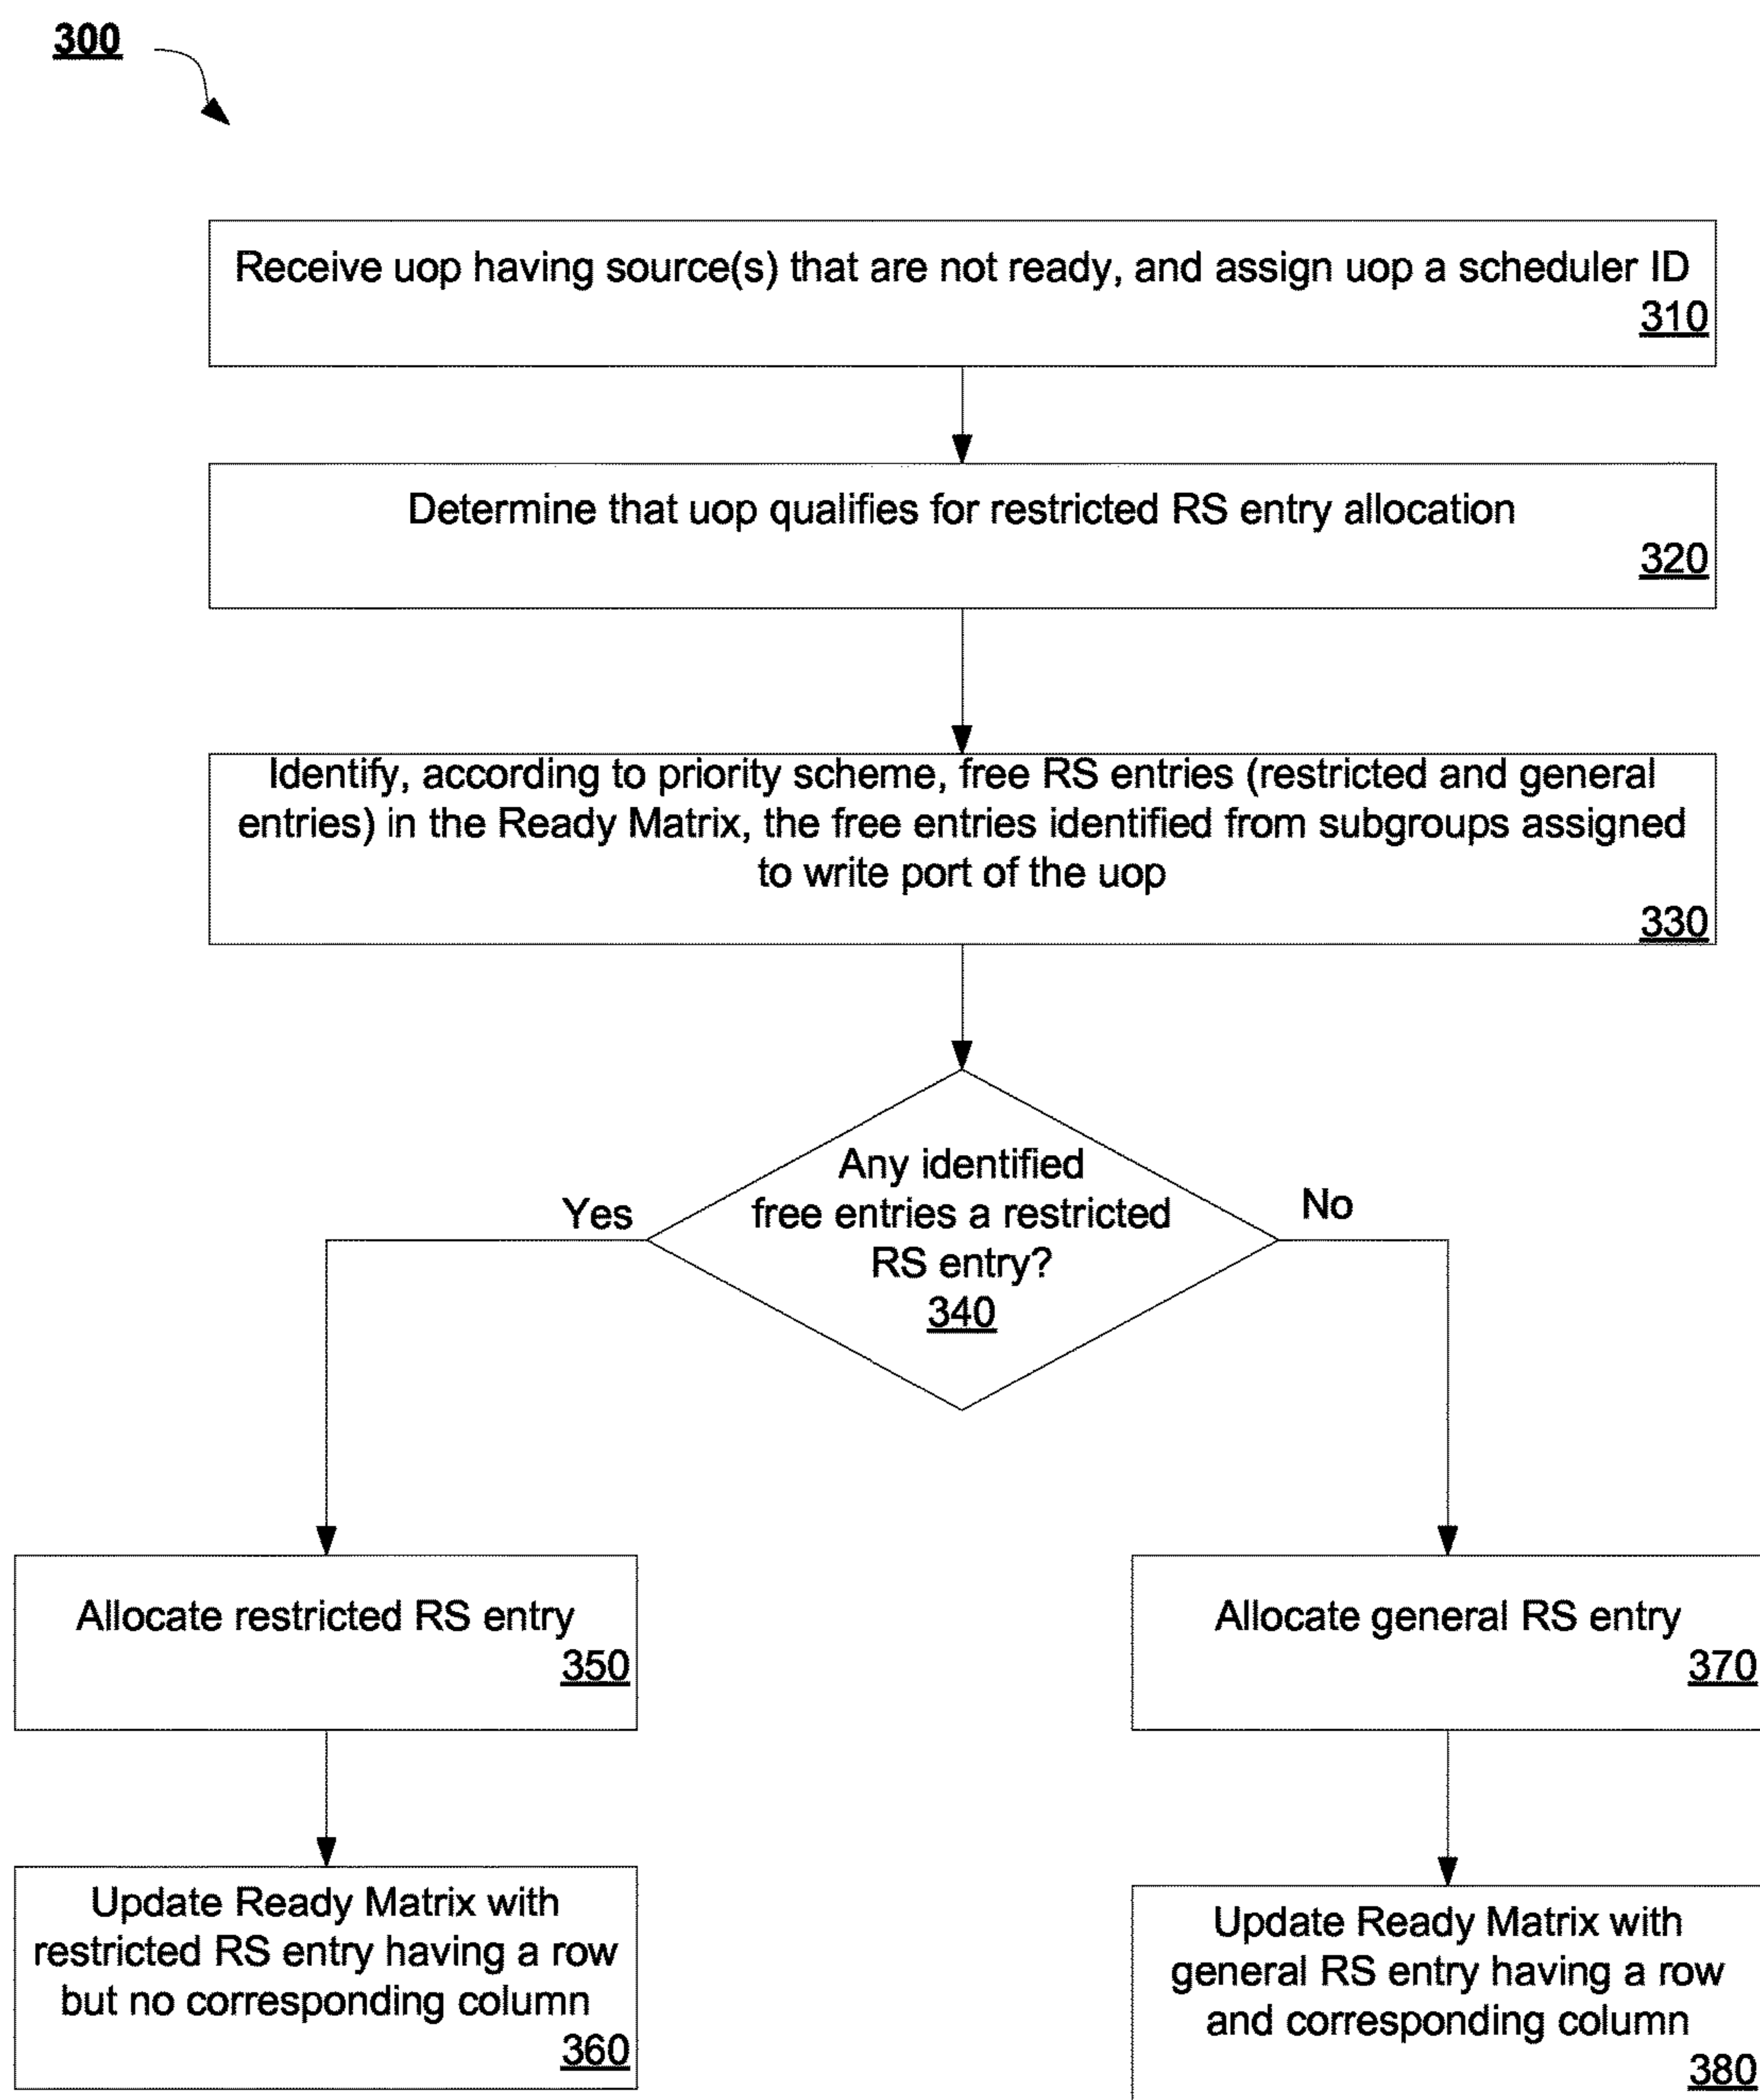 300
Receive uop having source(s) that are not ready, and assign uop a scheduler ID
310
Determine that uop qualifies for restricted RS entry allocation
320
Identify, according to priority scheme, free RS entries (restricted and general
entries) in the Ready Matrix, the free entries identified from subgroups assigned
to write port of the uop
330
Any identified
free entries a restricted
RS entry?
340
Yes
No
Allocate restricted RS entry
350
Allocate general RS entry
370
Update Ready Matrix with
restricted RS entry having a row
but no corresponding column
360
Update Ready Matrix with
general RS entry having a row
and corresponding column
380